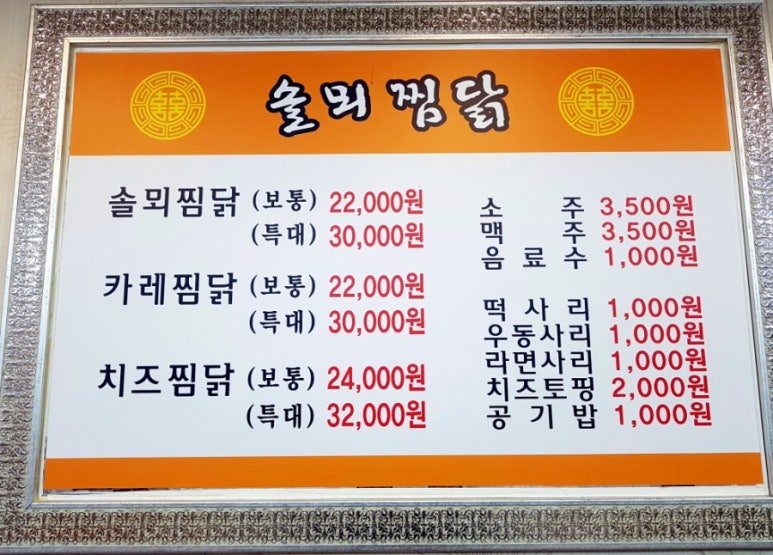 솔뫼찜닭
솔뫼찜닭 (보통) 22,000원
(특대) 30,000원
카레찜닭 (보통) 22,000원
(특대) 30,000원
치즈찜닭 (보통) 24,000원
(특대) 32,000원
소 주 3,500원
맥 주 3,500원
음료수 1,000원
떡사리 1,000원
우동사리 1,000원
라면사리 1,000원
치즈토핑 2,000원
공기밥 1,000원